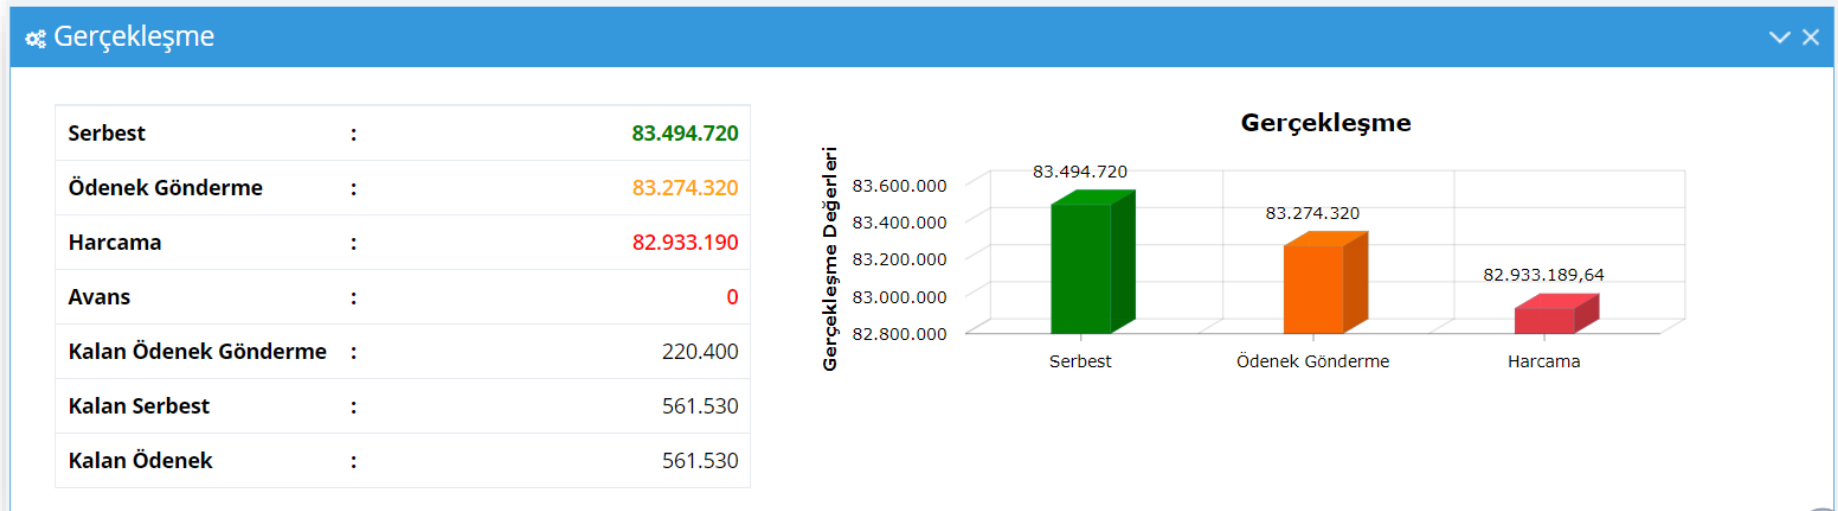 Gerçekleşme
Serbest : 83.494.720
Ödenek Gönderme : 83.274.320
Harcama : 82.933.190
Avans : 0
Kalan Ödenek Gönderme : 220.400
Kalan Serbest : 561.530
Kalan Ödenek : 561.530
Gerçekleşme
Gerçekleşme Değerleri
83.600.000
83.400.000
83.200.000
83.000.000
82.800.000
83.494.720
83.274.320
82.933.189,64
Serbest
Ödenek Gönderme
Harcama